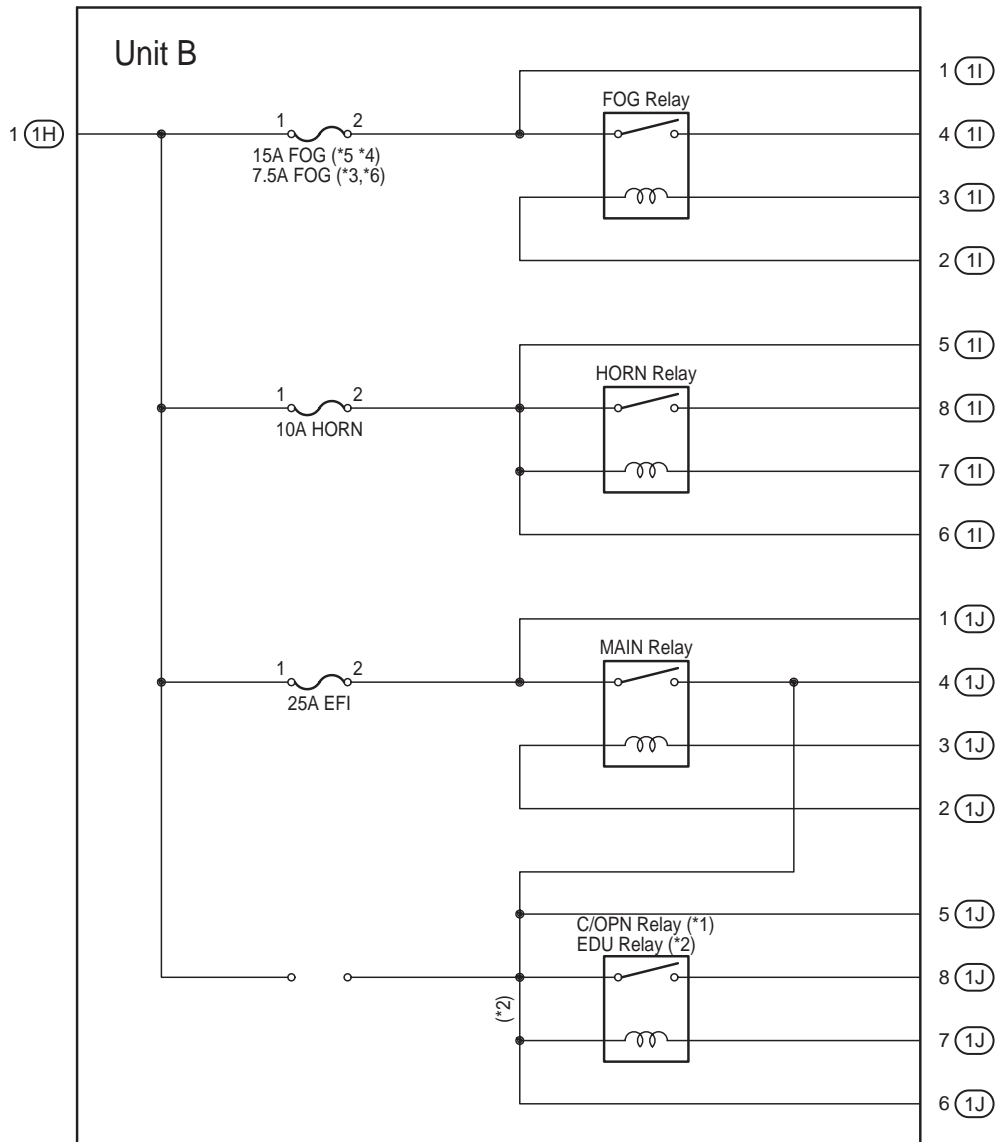 Unit B
1 1I
FOG Relay
1 1H
1 2
4 1I
15A FOG (*5 *4)
7.5A FOG (*3,*6)
3 1I
2 1I
5 1I
HORN Relay
1 2
8 1I
10A HORN
7 1I
6 1I
1 1J
MAIN Relay
1 2
4 1J
25A EFI
3 1J
2 1J
5 1J
C/OPN Relay (*1)
EDU Relay (*2)
8 1J
(*2)
7 1J
6 1J